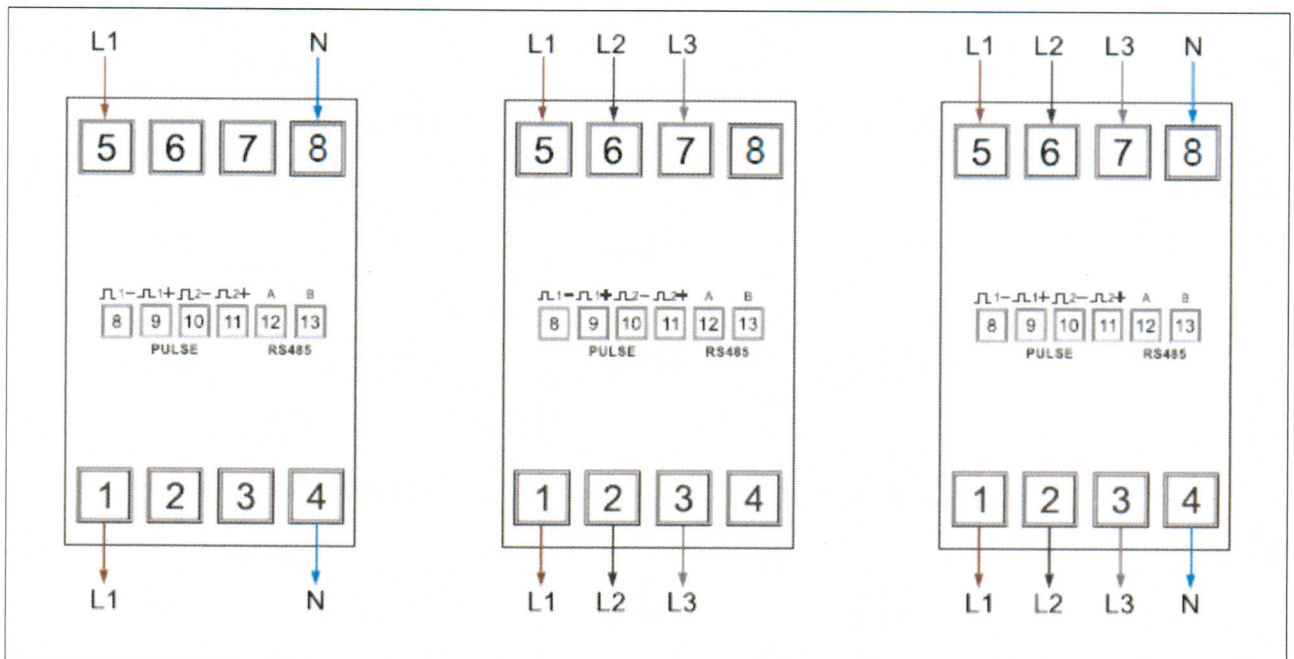 L1 N
5 6 7 8
⎍1- ⎍1+ ⎍2- ⎍2+ A B
8 9 10 11 12 13
PULSE RS485
1 2 3 4
L1 N
L1 L2 L3
5 6 7 8
⎍1- ⎍1+ ⎍2- ⎍2+ A B
8 9 10 11 12 13
PULSE RS485
1 2 3 4
L1 L2 L3
L1 L2 L3 N
5 6 7 8
⎍1- ⎍1+ ⎍2- ⎍2+ A B
8 9 10 11 12 13
PULSE RS485
1 2 3 4
L1 L2 L3 N